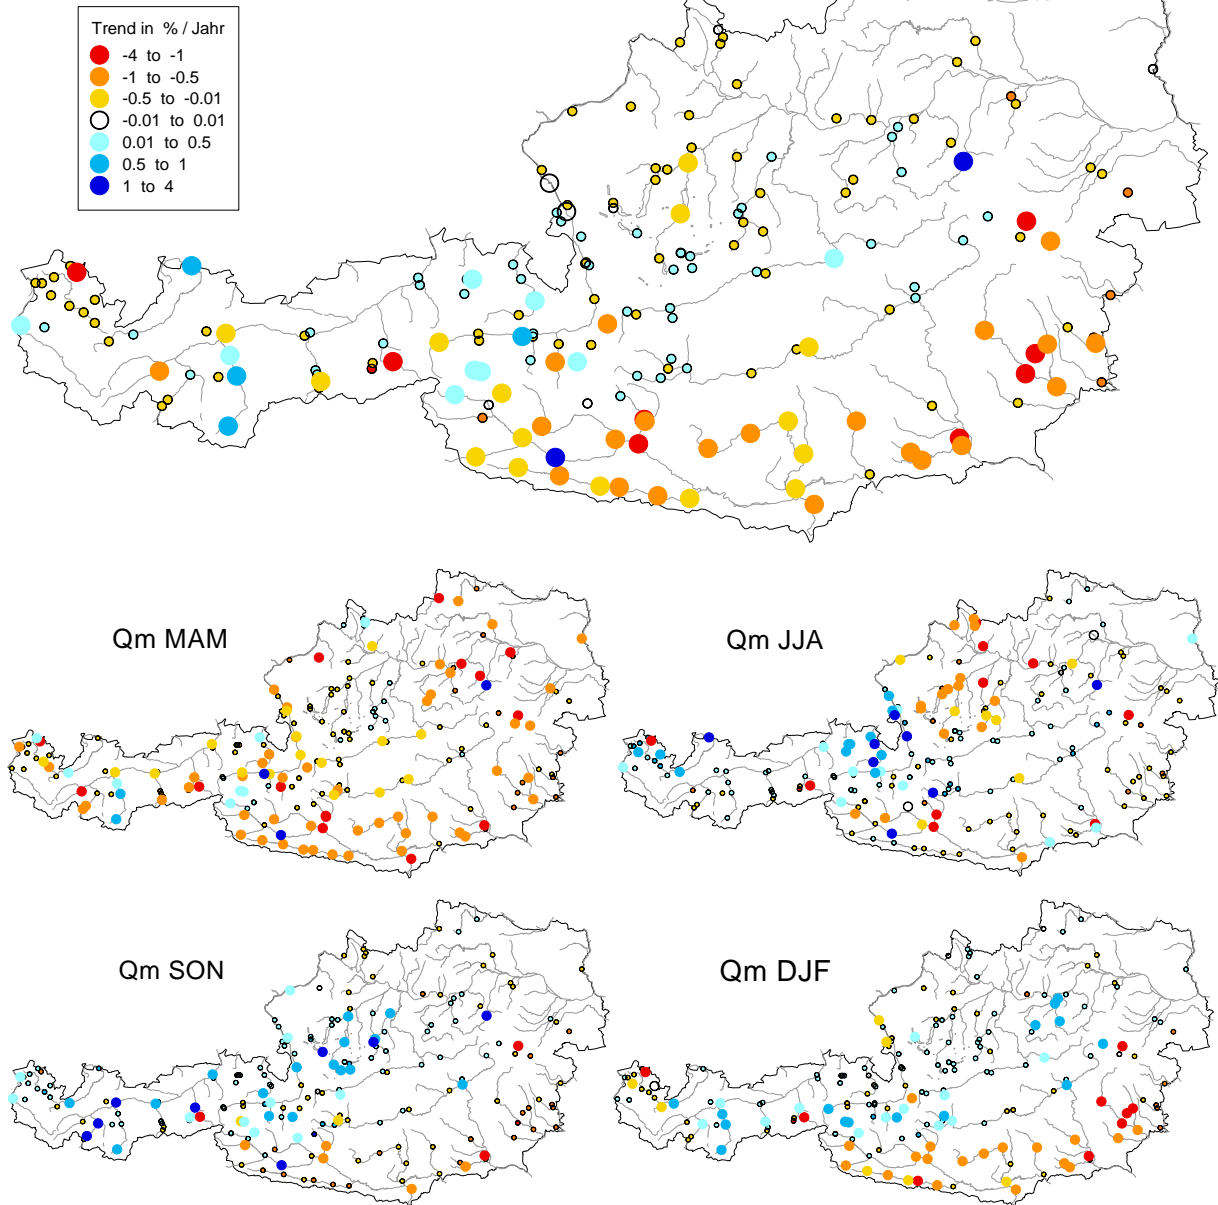 Trend in % / Jahr
-4 to -1
-1 to -0.5
-0.5 to -0.01
-0.01 to 0.01
0.01 to 0.5
0.5 to 1
1 to 4
Qm MAM
Qm JJA
Qm SON
Qm DJF